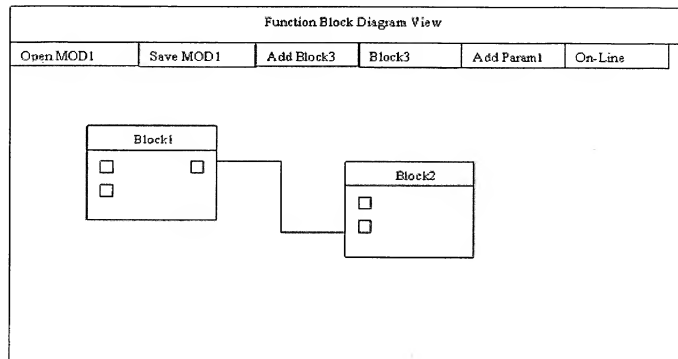 Function Block Diagram View
Open MOD1 Save MOD1 Add Block3 Block3 Add Param1 On-Line
Block1
Block2